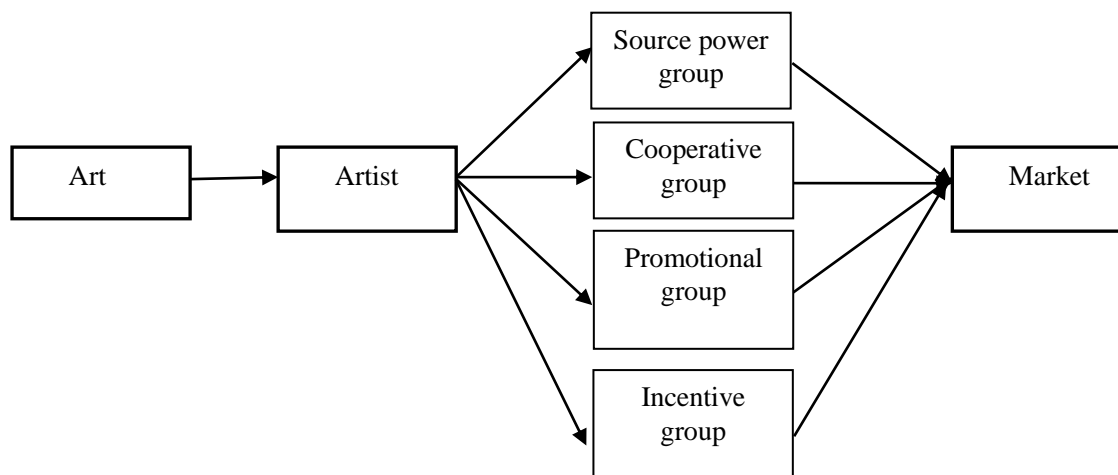 Art
Artist
Source power
group
Cooperative
group
Promotional
group
Incentive
group
Market